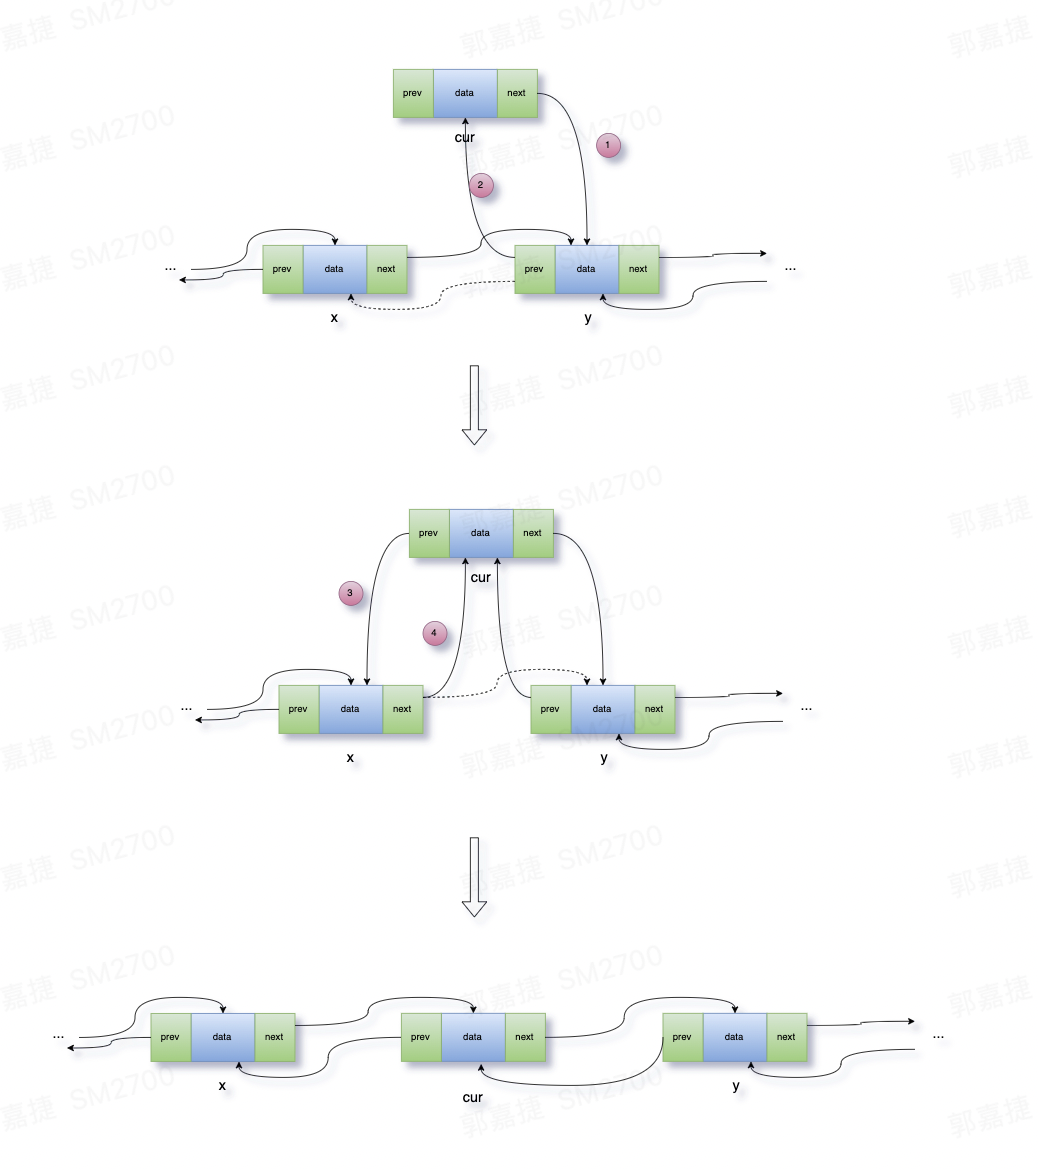 郭嘉捷 SM2700
prev data next
cur
1
2
... prev data next prev data next ...
x y
prev data next
cur
3
4
... prev data next prev data next ...
x y
... prev data next prev data next prev data next ...
x cur y